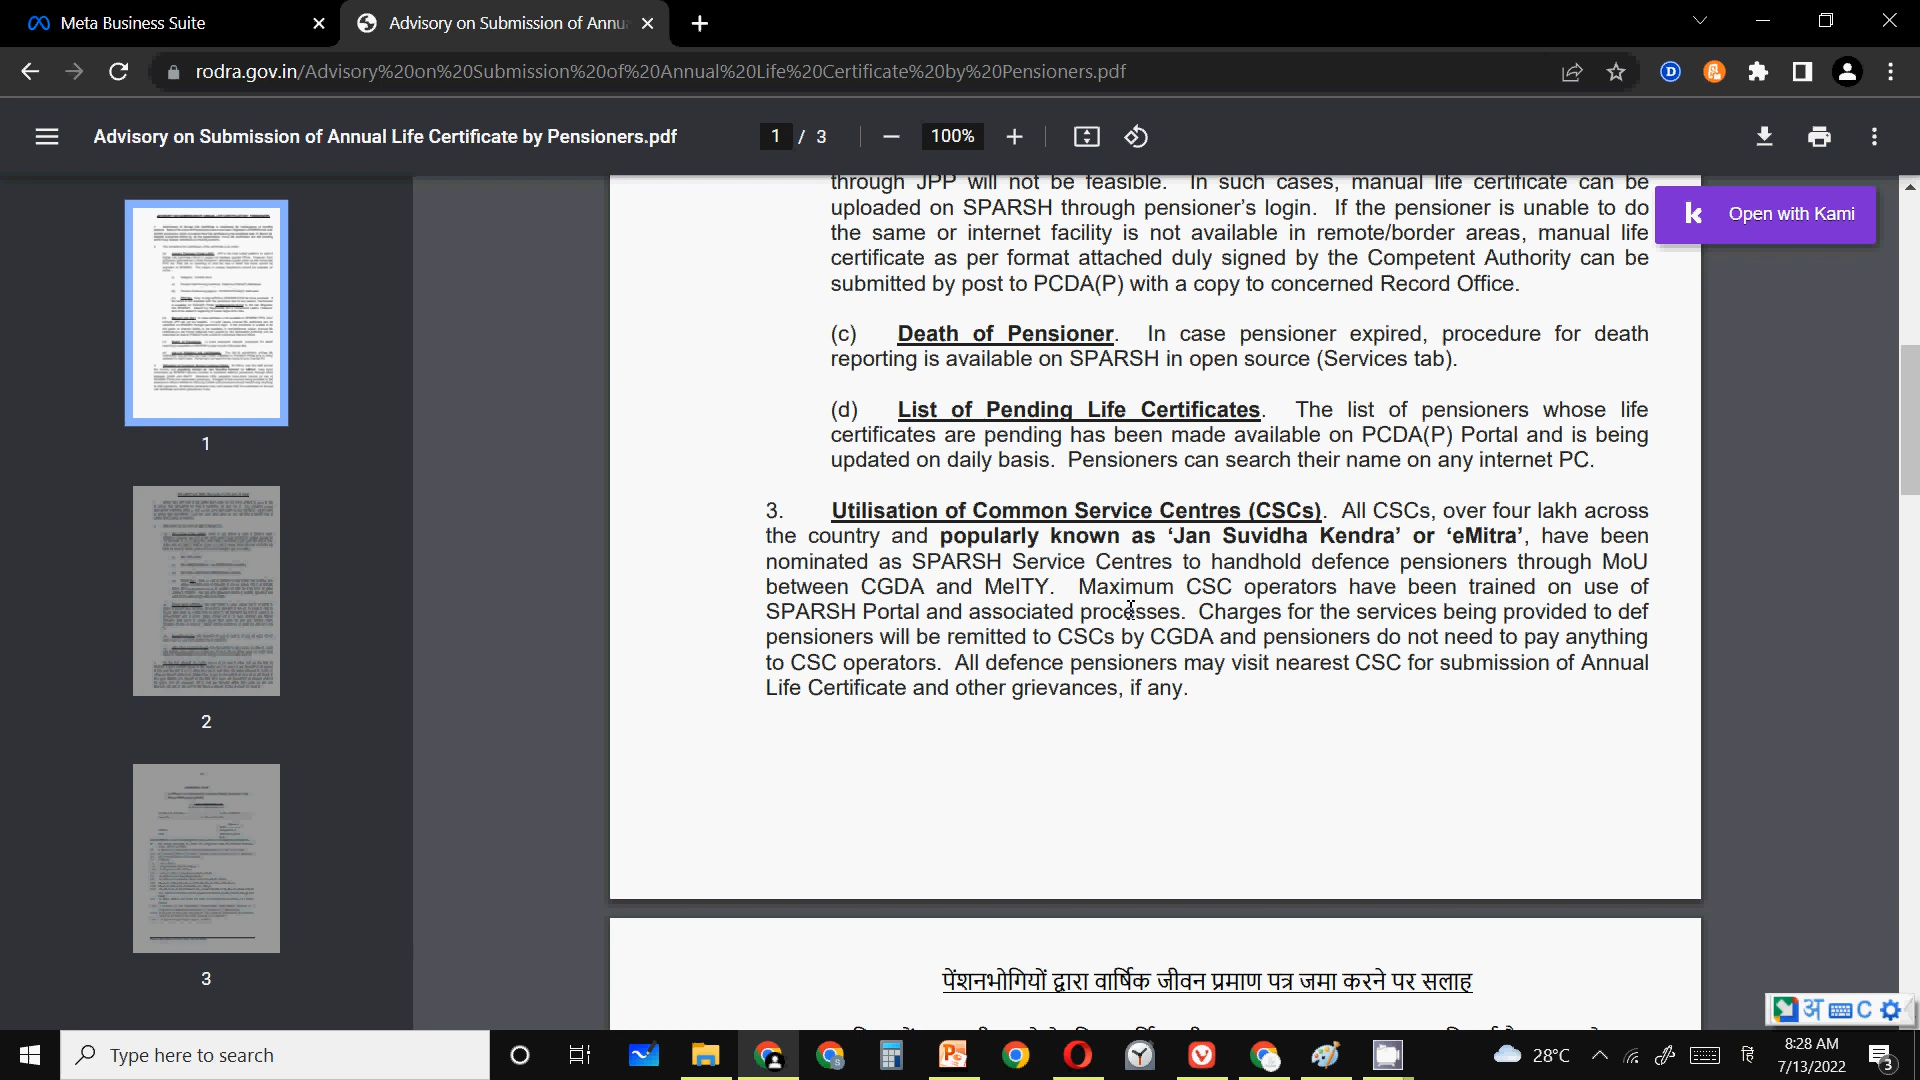 Meta Business Suite
Advisory on Submission of Annu
rodra.gov.in/Advisory%20on%20Submission%20of%20Annual%20Life%20Certificate%20by%20Pensioners.pdf
Advisory on Submission of Annual Life Certificate by Pensioners.pdf
1 / 3
100%
Open with Kami
through JPP will not be feasible. In such cases, manual life certificate can be
uploaded on SPARSH through pensioner's login. If the pensioner is unable to do
the same or internet facility is not available in remote/border areas, manual life
certificate as per format attached duly signed by the Competent Authority can be
submitted by post to PCDA(P) with a copy to concerned Record Office.
(c) Death of Pensioner. In case pensioner expired, procedure for death
reporting is available on SPARSH in open source (Services tab).
(d) List of Pending Life Certificates. The list of pensioners whose life
certificates are pending has been made available on PCDA(P) Portal and is being
updated on daily basis. Pensioners can search their name on any internet PC.
3. Utilisation of Common Service Centres (CSCs). All CSCs, over four lakh across
the country and popularly known as ‘Jan Suvidha Kendra’ or ‘eMitra’, have been
nominated as SPARSH Service Centres to handhold defence pensioners through MoU
between CGDA and MeITY. Maximum CSC operators have been trained on use of
SPARSH Portal and associated processes. Charges for the services being provided to def
pensioners will be remitted to CSCs by CGDA and pensioners do not need to pay anything
to CSC operators. All defence pensioners may visit nearest CSC for submission of Annual
Life Certificate and other grievances, if any.
पेंशनभोगियों द्वारा वार्षिक जीवन प्रमाण पत्र जमा करने पर सलाह
1
2
3
अ C
Type here to search
28°C
हि
8:28 AM
7/13/2022
3